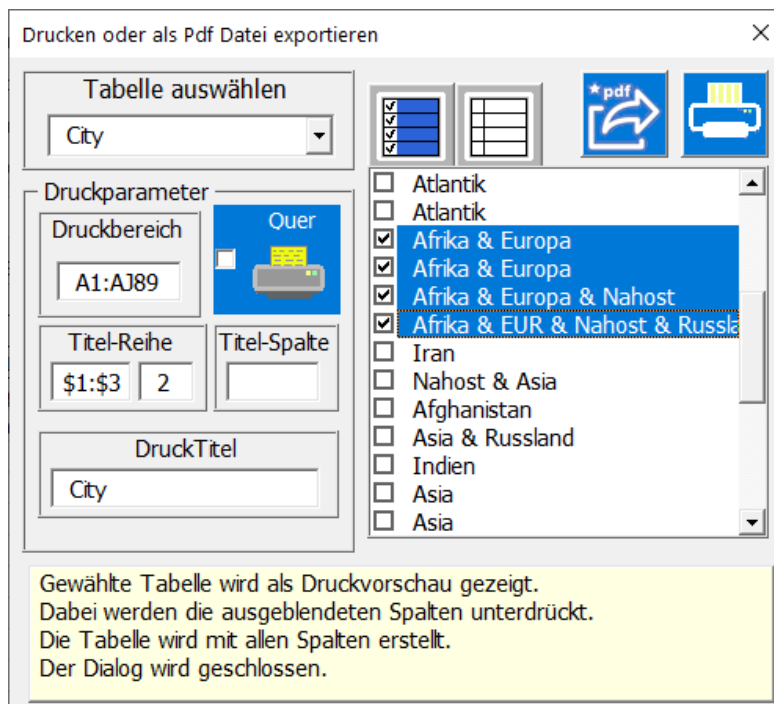 Drucken oder als Pdf Datei exportieren
Tabelle auswählen
City
*pdf
Druckparameter
Druckbereich
A1:AJ89
Quer
Titel-Reihe
$1:$3
2
Titel-Spalte
DruckTitel
City
Atlantik
Atlantik
Afrika & Europa
Afrika & Europa
Afrika & Europa & Nahost
Afrika & EUR & Nahost & Russla
Iran
Nahost & Asia
Afghanistan
Asia & Russland
Indien
Asia
Asia
Gewählte Tabelle wird als Druckvorschau gezeigt.
Dabei werden die ausgeblendeten Spalten unterdrückt.
Die Tabelle wird mit allen Spalten erstellt.
Der Dialog wird geschlossen.